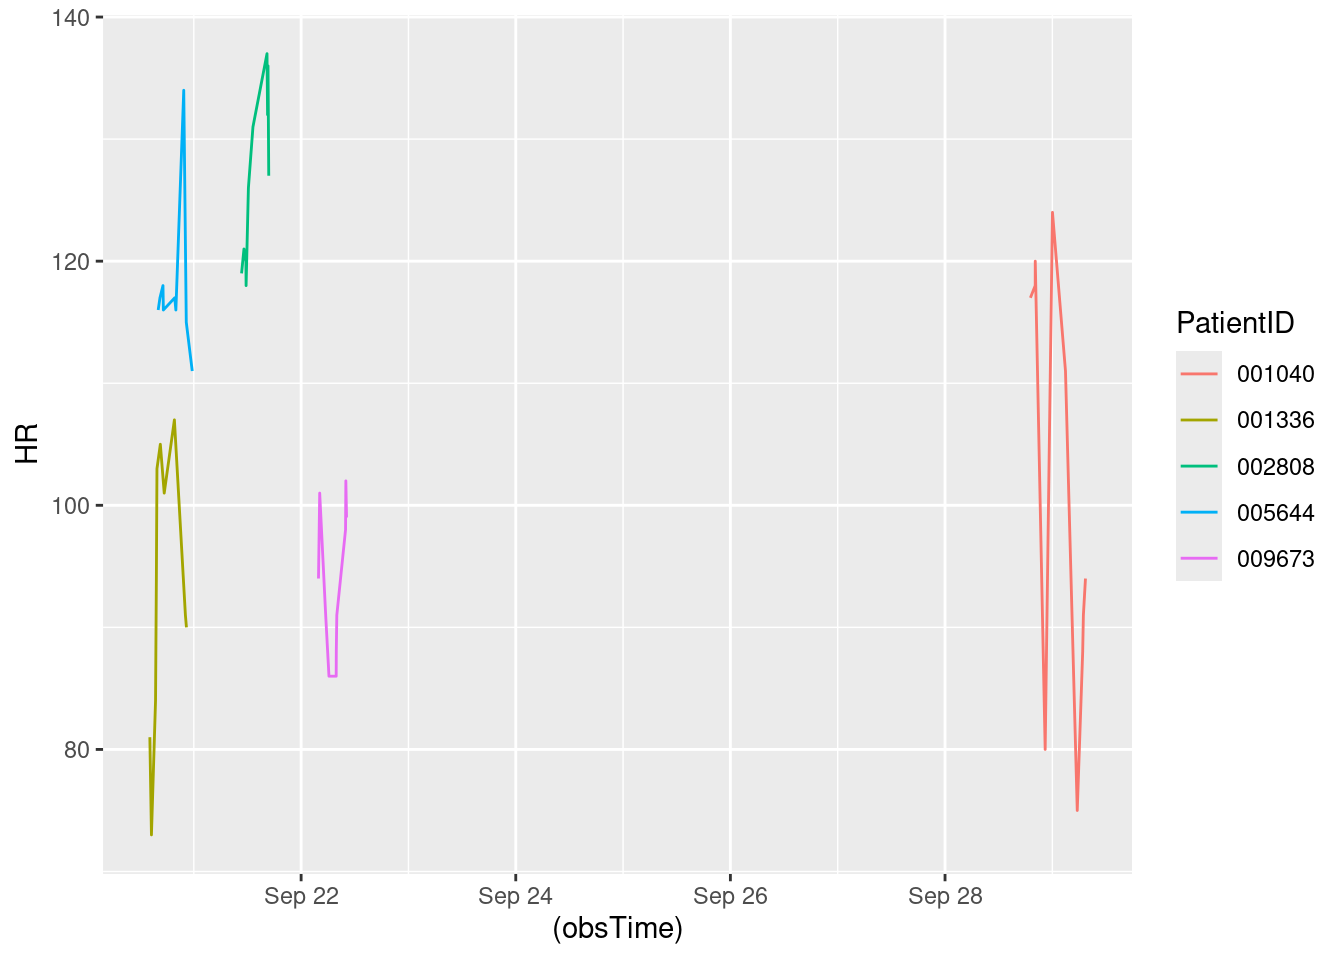 140
120
100
80
HR
Sep 22
Sep 24
Sep 26
Sep 28
(obsTime)
PatientID
001040
001336
002808
005644
009673